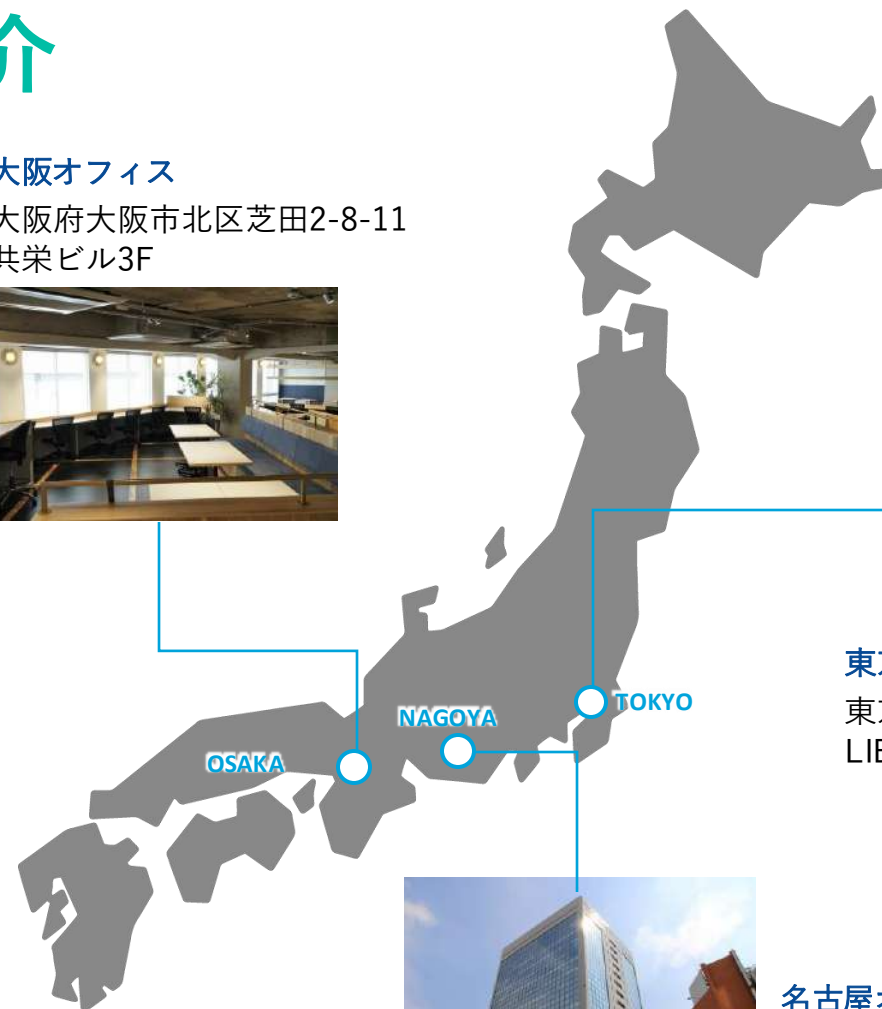 介
大阪オフィス
大阪府大阪市北区芝田2-8-11
共栄ビル3F
TOKYO
NAGOYA
OSAKA
東
東
LIE
名古屋オ